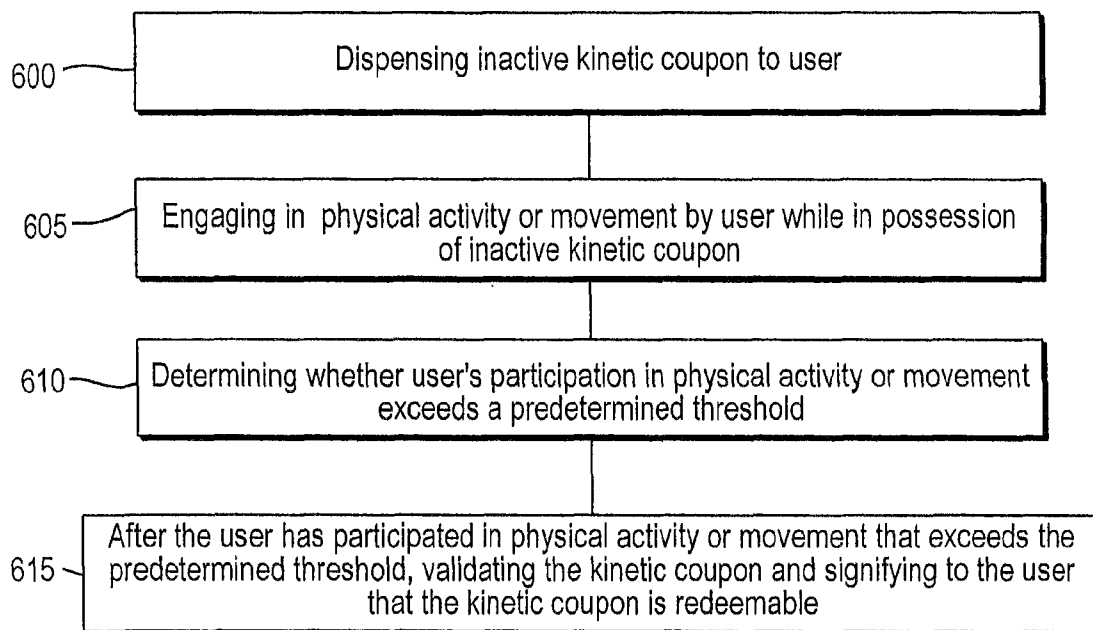 600
Dispensing inactive kinetic coupon to user
605
Engaging in physical activity or movement by user while in possession
of inactive kinetic coupon
610
Determining whether user's participation in physical activity or movement
exceeds a predetermined threshold
615
After the user has participated in physical activity or movement that exceeds the
predetermined threshold, validating the kinetic coupon and signifying to the user
that the kinetic coupon is redeemable